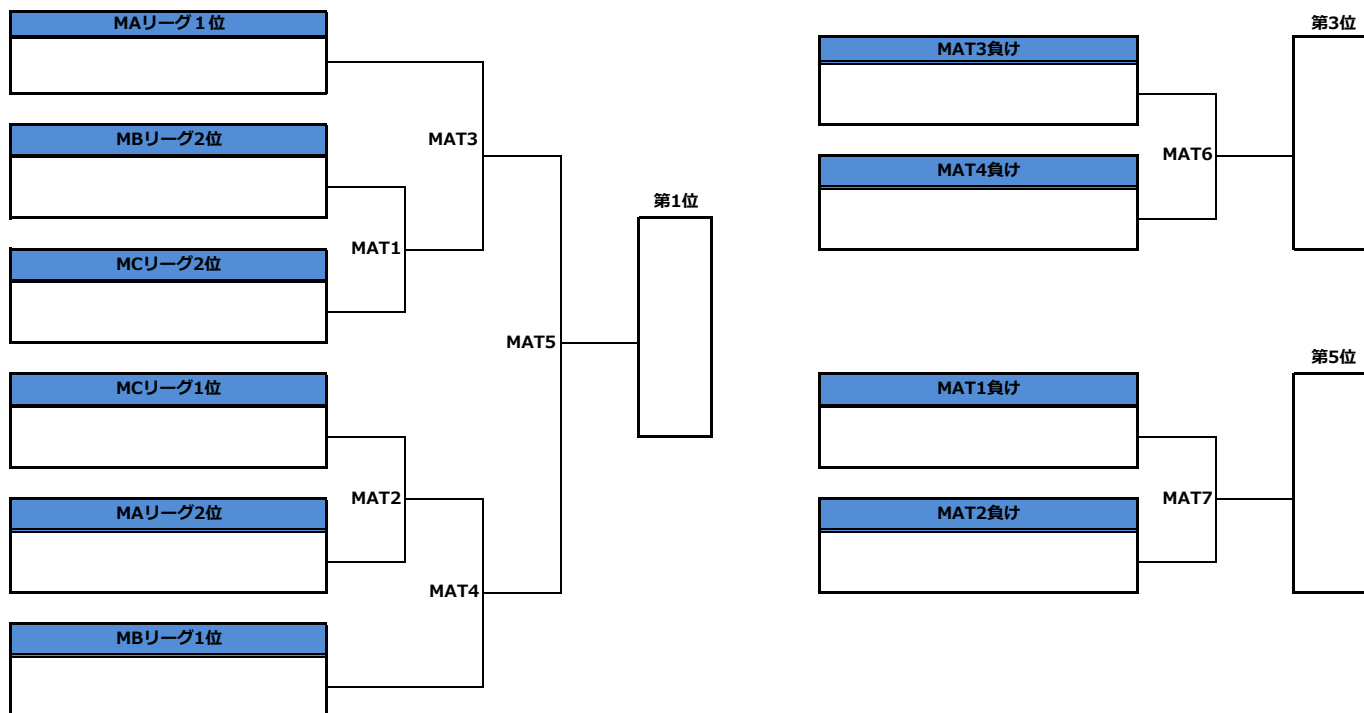 MAリーグ１位
MBリーグ2位
MAT3
MAT1
MCリーグ2位
第1位
MAT5
MCリーグ1位
MAT2
MAリーグ2位
MAT4
MBリーグ1位
第3位
MAT3負け
MAT6
MAT4負け
第5位
MAT1負け
MAT7
MAT2負け